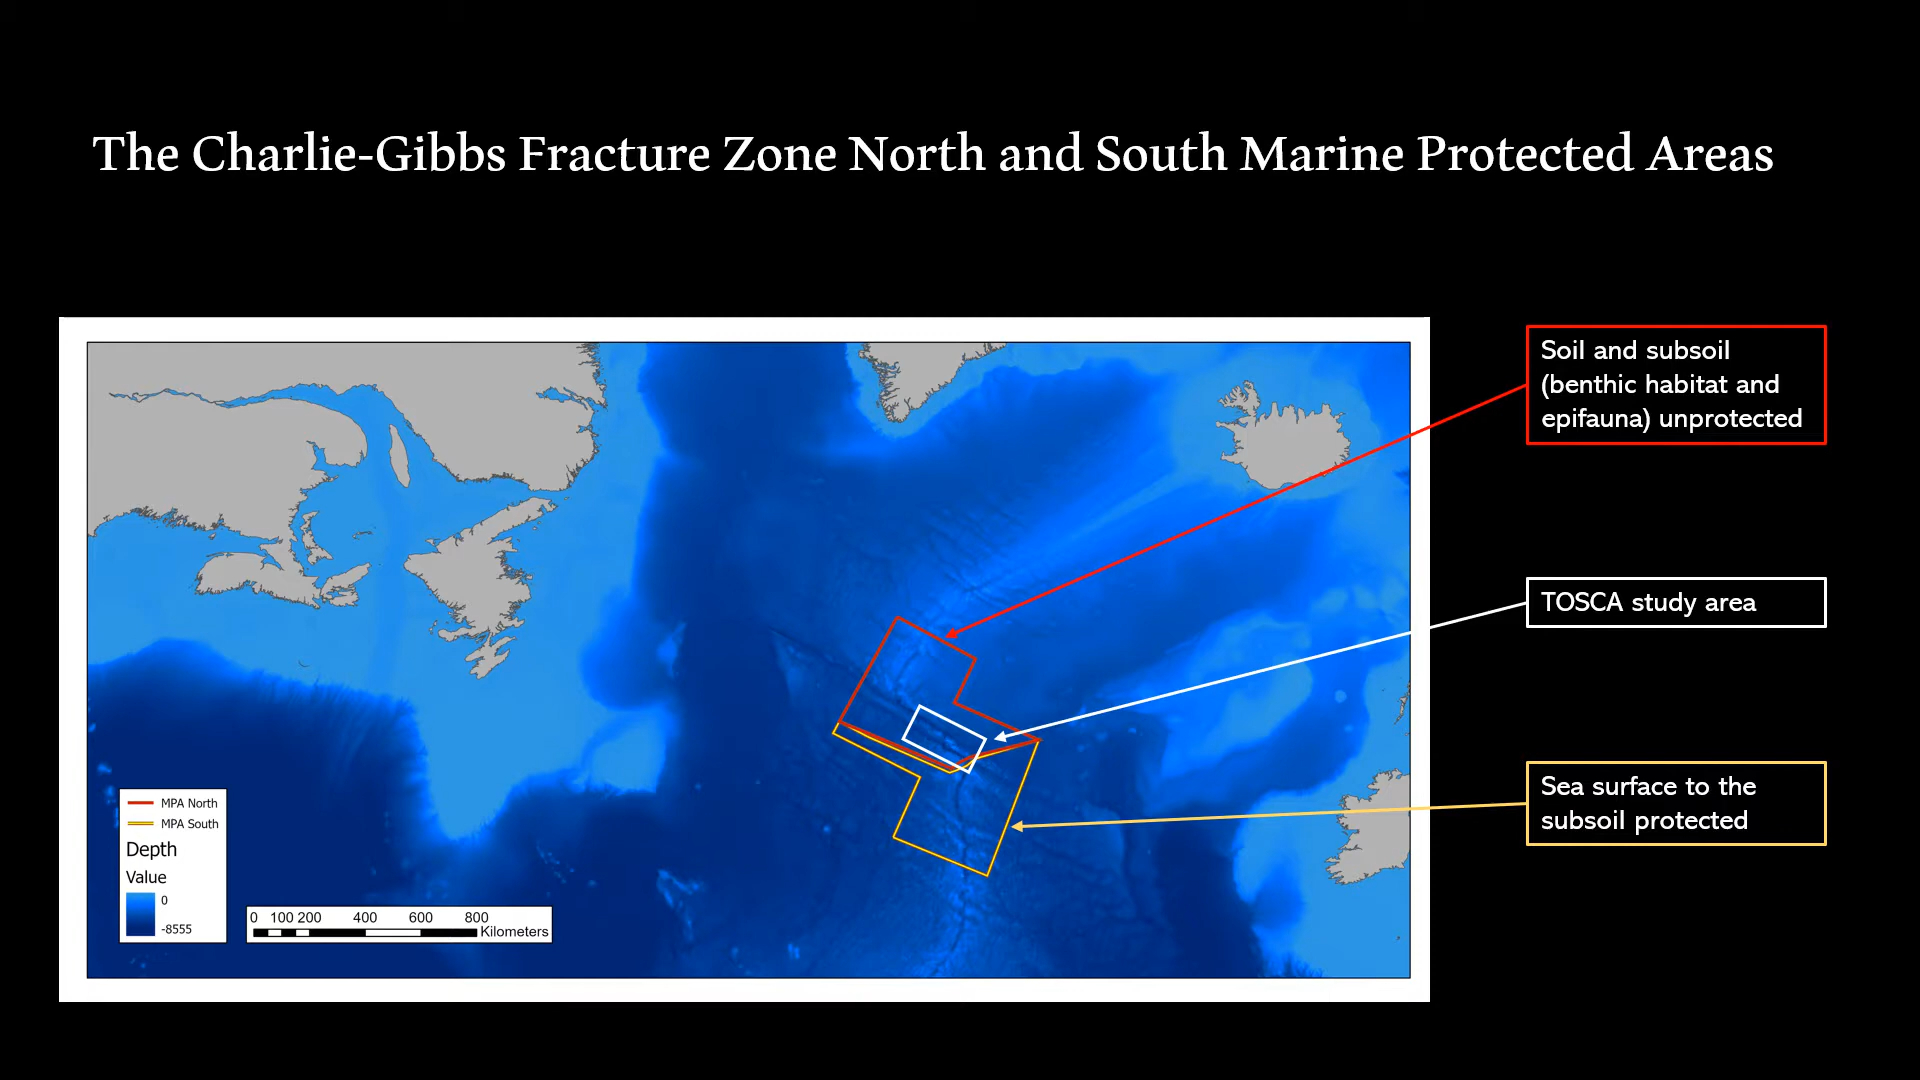 The Charlie-Gibbs Fracture Zone North and South Marine Protected Areas
Soil and subsoil
(benthic habitat and
epifauna) unprotected
TOSCA study area
Sea surface to the
subsoil protected
MPA North
MPA South
Depth
Value
0
-8555
0 100 200 400 600 800
Kilometers